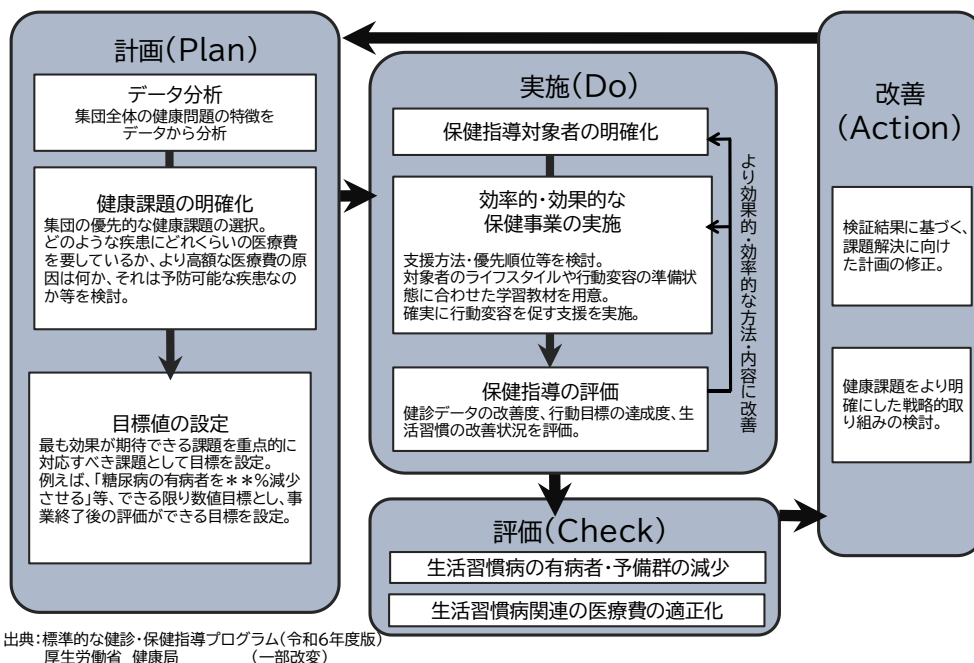 計画(Plan)
データ分析
集団全体の健康問題の特徴を
データから分析
健康課題の明確化
集団の優先的な健康課題の選択。
どのような疾患にどれくらいの医療費
を要しているか、より高額な医療費の原
因は何か、それは予防可能な疾患なの
か等を検討。
目標値の設定
最も効果が期待できる課題を重点的に
対応すべき課題として目標を設定。
例えば、「糖尿病の有病者を＊＊%減少
させる」等、できる限り数値目標とし、事
業終了後の評価ができる目標を設定。
実施(Do)
保健指導対象者の明確化
効率的・効果的な
保健事業の実施
支援方法・優先順位等を検討。
対象者のライフスタイルや行動変容の準備状
態に合わせた学習教材を用意。
確実に行動変容を促す支援を実施。
保健指導の評価
健診データの改善度、行動目標の達成度、生
活習慣の改善状況を評価。
より効果的・効率的な方法・内容に改善
評価(Check)
生活習慣病の有病者・予備群の減少
生活習慣病関連の医療費の適正化
改善
(Action)
検証結果に基づく、
課題解決に向け
た計画の修正。
健康課題をより明
確にした戦略的取
り組みの検討。
出典：標準的な健診・保健指導プログラム(令和6年度版)
厚生労働省 健康局 (一部改変)